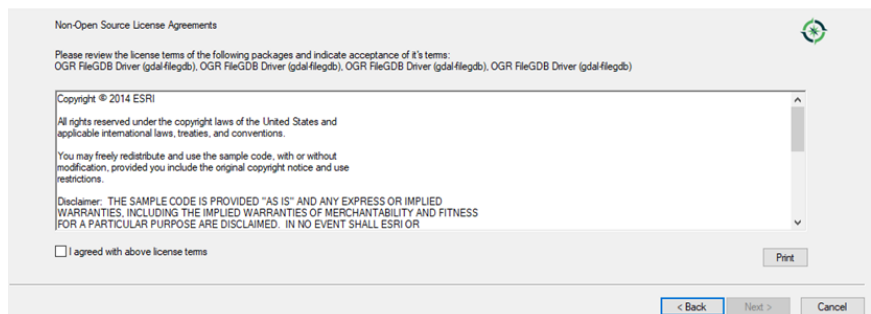 Non-Open Source License Agreements
Please review the license terms of the following packages and indicate acceptance of it's terms:
OGR FileGDB Driver (gdal-filegdb), OGR FileGDB Driver (gdal-filegdb), OGR FileGDB Driver (gdal-filegdb), OGR FileGDB Driver (gdal-filegdb)
Copyright © 2014 ESRI
All rights reserved under the copyright laws of the United States and
applicable international laws, treaties, and conventions.
You may freely redistribute and use the sample code, with or without
modification, provided you include the original copyright notice and use
restrictions.
Disclaimer: THE SAMPLE CODE IS PROVIDED "AS IS" AND ANY EXPRESS OR IMPLIED
WARRANTIES, INCLUDING THE IMPLIED WARRANTIES OF MERCHANTABILITY AND FITNESS
FOR A PARTICULAR PURPOSE ARE DISCLAIMED. IN NO EVENT SHALL ESRI OR
I agreed with above license terms
Print
< Back Next > Cancel